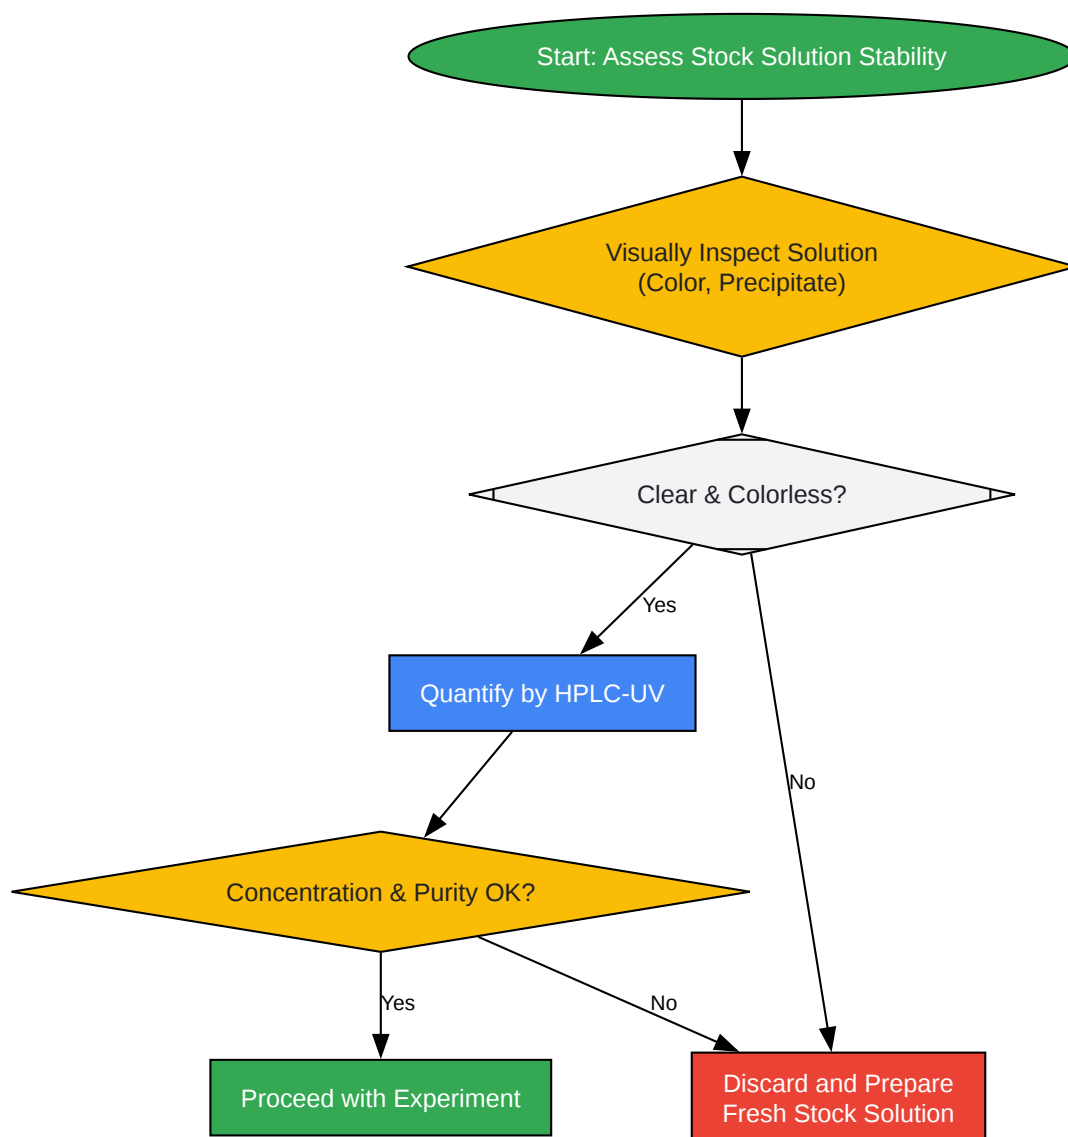 Start: Assess Stock Solution Stability
Visually Inspect Solution
(Color, Precipitate)
Clear & Colorless?
Yes
Quantify by HPLC-UV
No
Concentration & Purity OK?
Yes
No
Proceed with Experiment
Discard and Prepare
Fresh Stock Solution